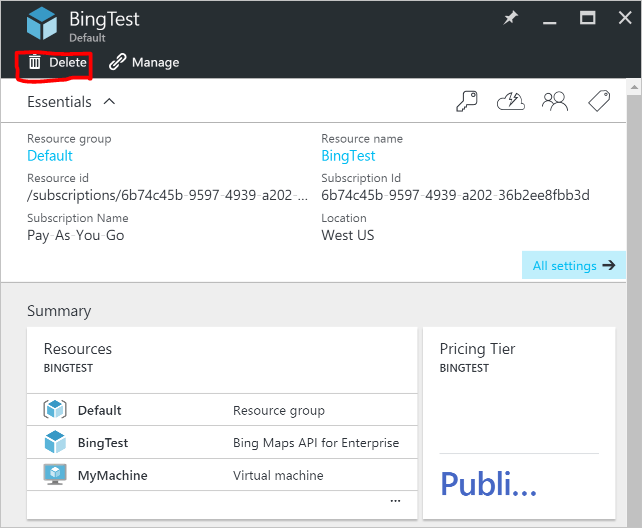 BingTest
Default
Delete Manage
Essentials
Resource group Resource name
Default BingTest
Resource id Subscription Id
/subscriptions/6b74c45b-9597-4939-a202-... 6b74c45b-9597-4939-a202-36b2ee8fbb3d
Subscription Name Location
Pay-As-You-Go West US
All settings
Summary
Resources Pricing Tier
BINGTEST BINGTEST
Default Resource group
BingTest Bing Maps API for Enterprise
MyMachine Virtual machine
...
Publi...